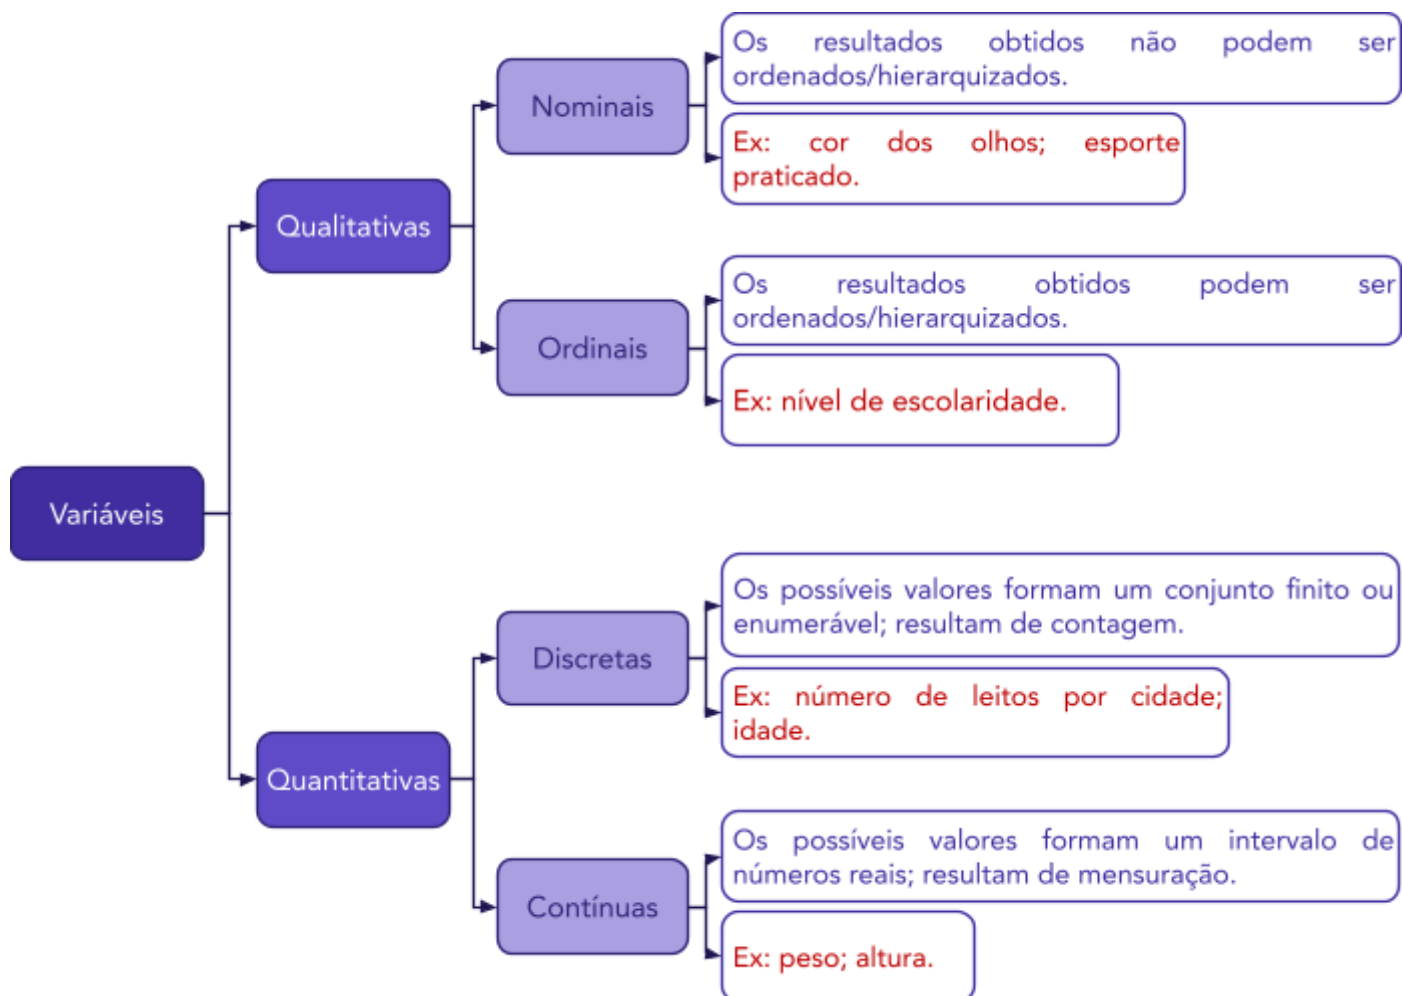 Variáveis
Qualitativas
Nominais
Os resultados obtidos não podem ser
ordenados/hierarquizados.
Ex: cor dos olhos; esporte
praticado.
Ordinais
Os resultados obtidos podem ser
ordenados/hierarquizados.
Ex: nível de escolaridade.
Quantitativas
Discretas
Os possíveis valores formam um conjunto finito ou
enumerável; resultam de contagem.
Ex: número de leitos por cidade;
idade.
Contínuas
Os possíveis valores formam um intervalo de
números reais; resultam de mensuração.
Ex: peso; altura.